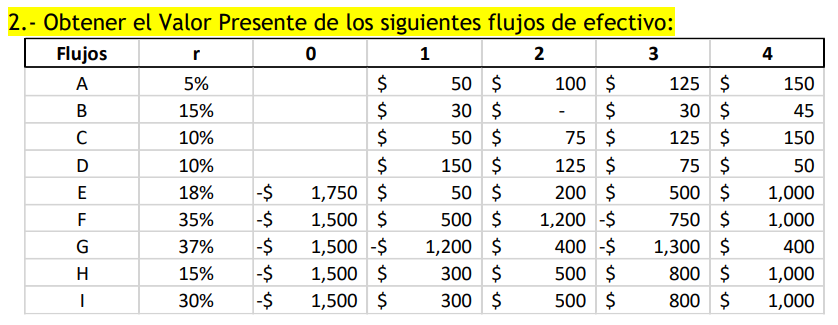 2.- Obtener el Valor Presente de los siguientes flujos de efectivo:
Flujos r 0 1 2 3 4
A 5% $ 50 $ 100 $ 125 $ 150
B 15% $ 30 $ - $ 30 $ 45
C 10% $ 50 $ 75 $ 125 $ 150
D 10% $ 150 $ 125 $ 75 $ 50
E 18% -$ 1,750 $ 50 $ 200 $ 500 $ 1,000
F 35% -$ 1,500 $ 500 $ 1,200 -$ 750 $ 1,000
G 37% -$ 1,500 -$ 1,200 $ 400 -$ 1,300 $ 400
H 15% -$ 1,500 $ 300 $ 500 $ 800 $ 1,000
I 30% -$ 1,500 $ 300 $ 500 $ 800 $ 1,000